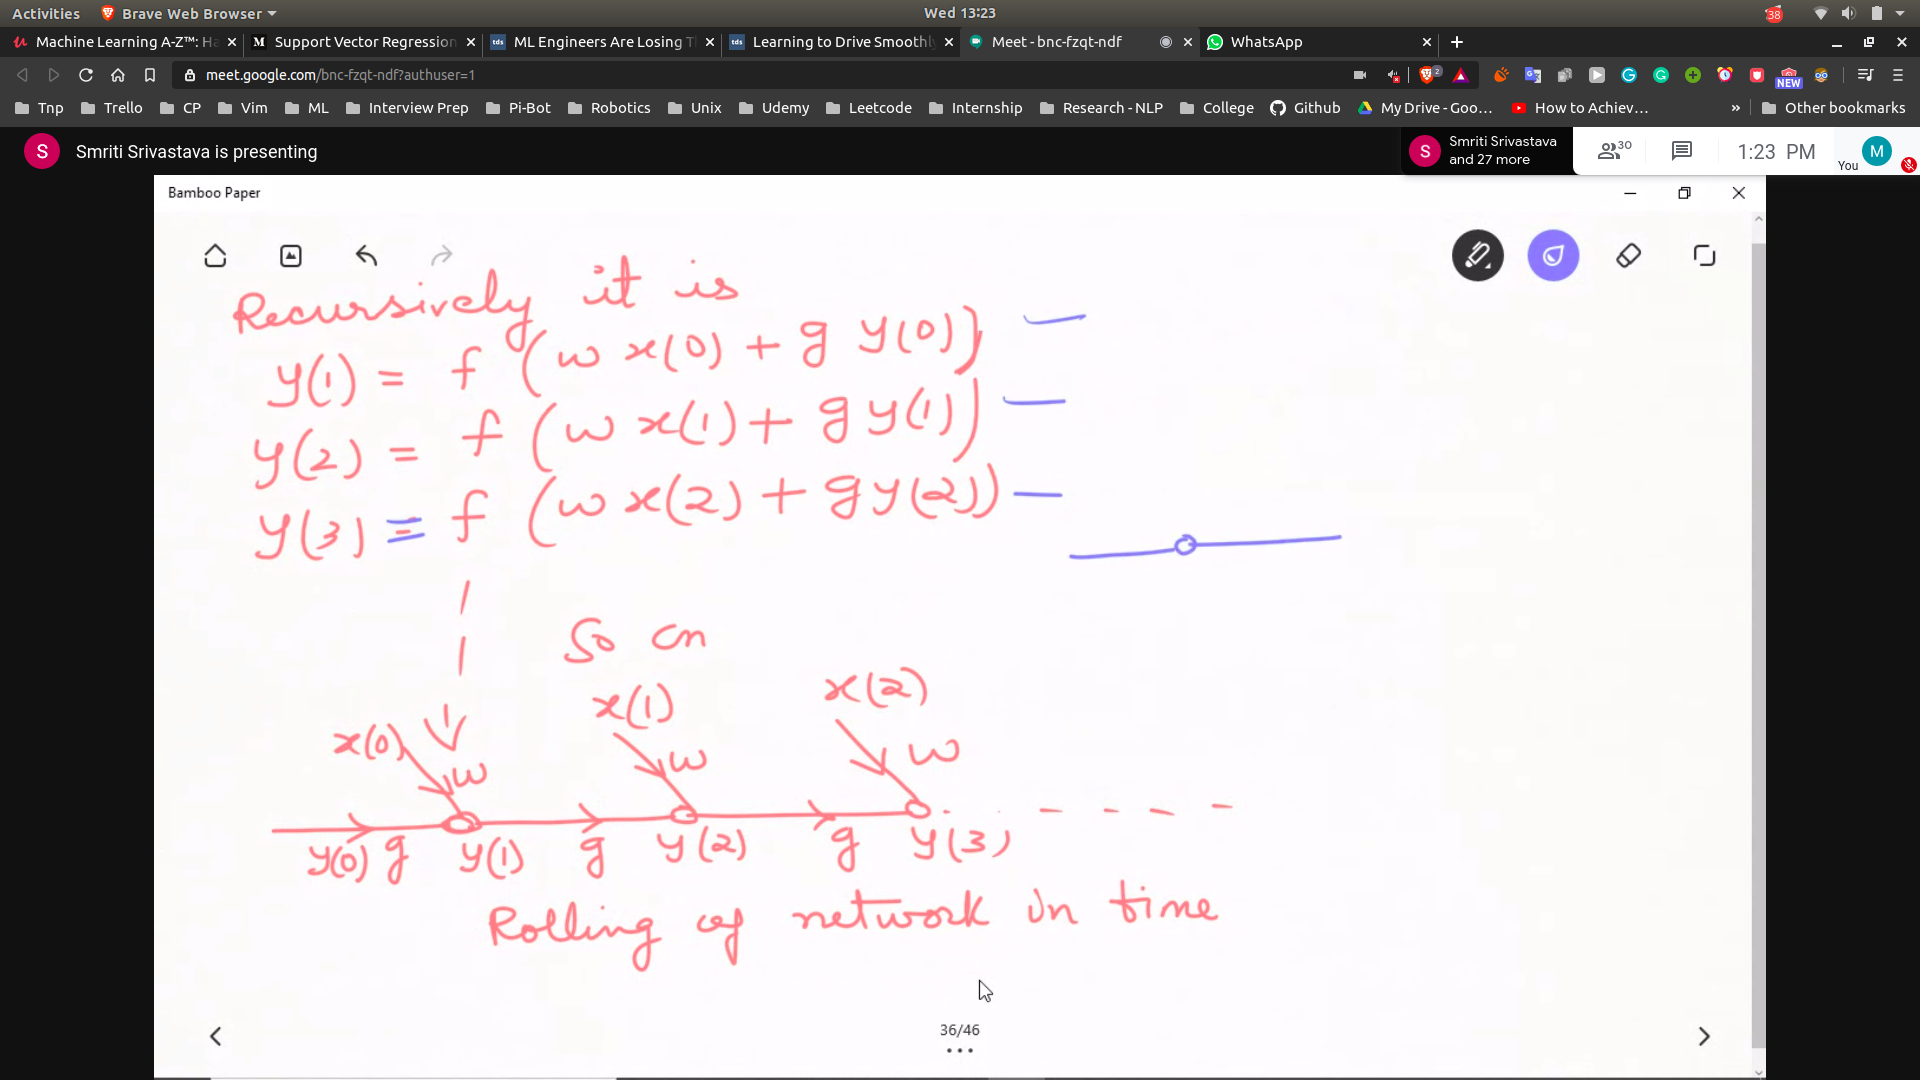 Activities Brave Web Browser Wed 13:23 38
Machine Learning A-Z™: Ha Support Vector Regression ML Engineers Are Losing T Learning to Drive Smoothly Meet - bnc-fzqt-ndf WhatsApp
meet.google.com/bnc-fzqt-ndf?authuser=1 2 NEW
Tnp Trello CP Vim ML Interview Prep Pi-Bot Robotics Unix Udemy Leetcode Internship Research - NLP College Github My Drive - Goo... How to Achiev... » Other bookmarks
S Smriti Srivastava is presenting S Smriti Srivastava and 27 more 30 1:23 PM You M
Bamboo Paper
Recursively it is
y(1) = f (w x(0) + g y(0))
y(2) = f (w x(1) + g y(1))
y(3) = f (w x(2) + g y(2))
So on
x(0) w x(1) w x(2) w
y(0) g y(1) g y(2) g y(3)
Rolling of network in time
36/46